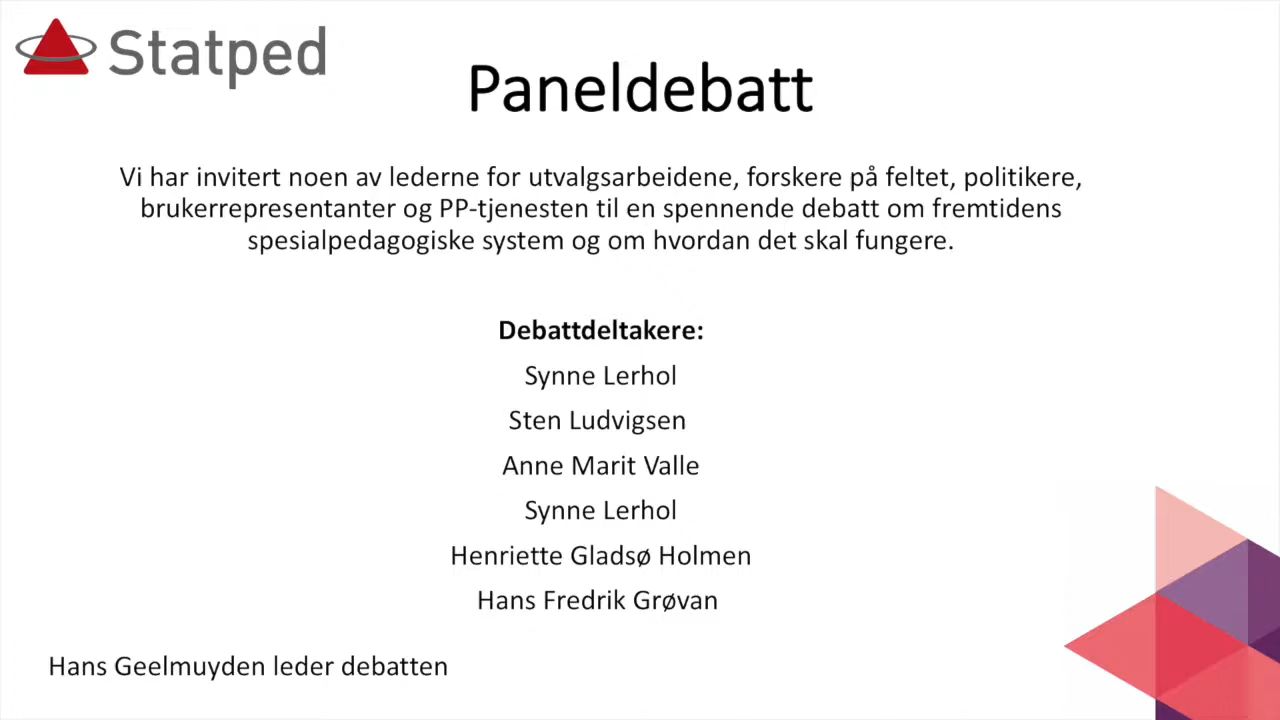 Statped
Paneldebatt
Vi har invitert noen av lederne for utvalgsarbeidene, forskere på feltet, politikere,
brukerrepresentanter og PP-tjenesten til en spennende debatt om fremtidens
spesialpedagogiske system og om hvordan det skal fungere.
Debattdeltakere:
Synne Lerhol
Sten Ludvigsen
Anne Marit Valle
Synne Lerhol
Henriette Gladsø Holmen
Hans Fredrik Grøvan
Hans Geelmuyden leder debatten